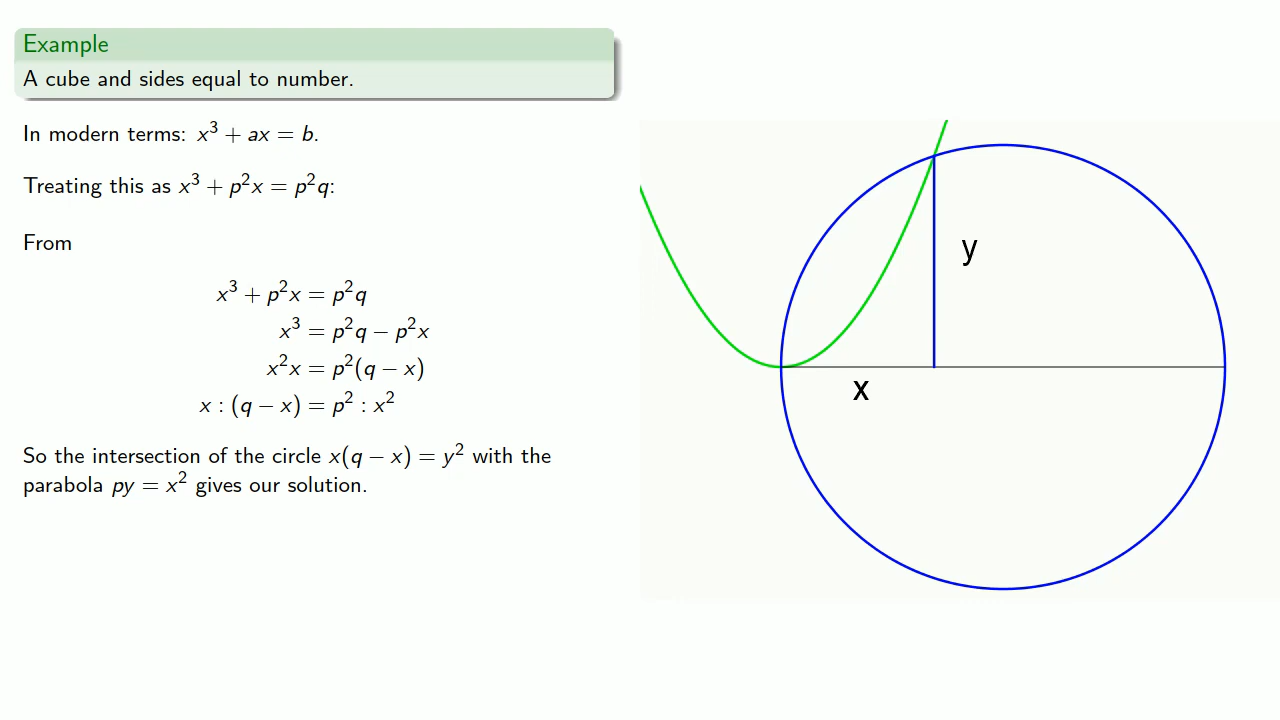 Example
A cube and sides equal to number.
In modern terms: x³ + ax = b.
Treating this as x³ + p²x = p²q:
From
x³ + p²x = p²q
x³ = p²q − p²x
x²x = p²(q − x)
x : (q − x) = p² : x²
So the intersection of the circle x(q − x) = y² with the
parabola py = x² gives our solution.
y
x